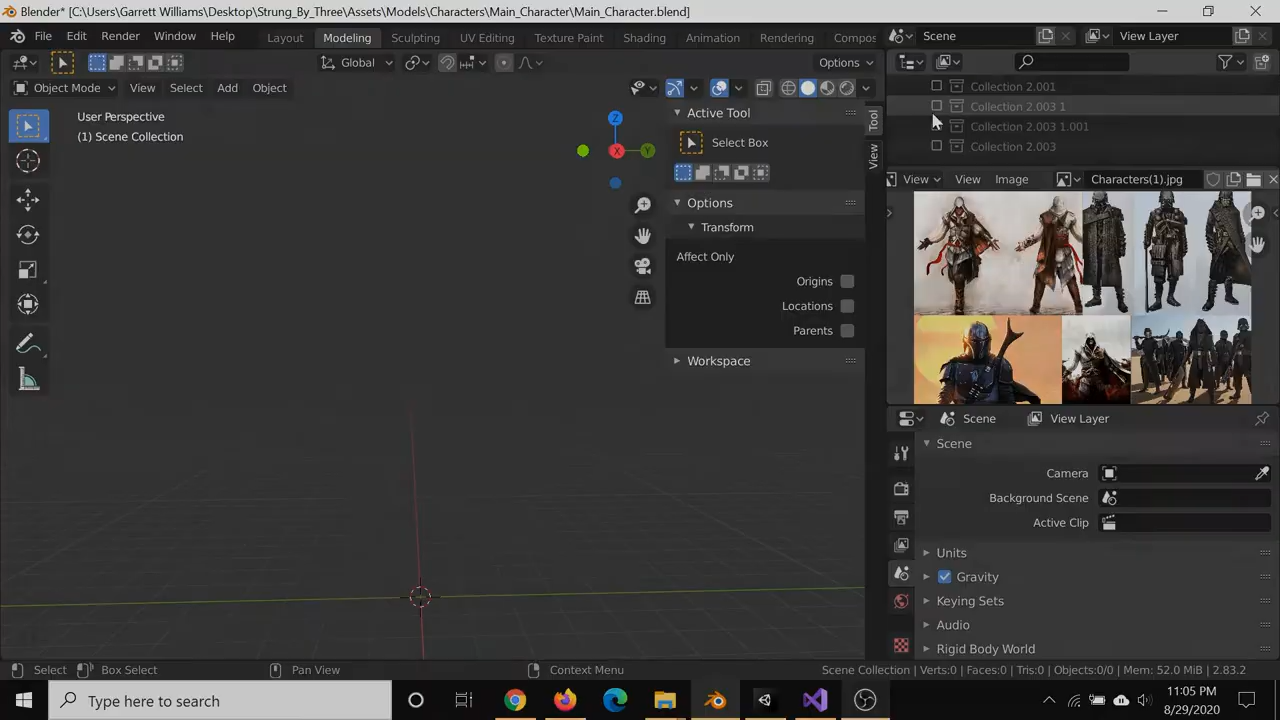 Blender* [C:\Users\Garrett Williams\Desktop\Strung_By_Three\Assets\Models\Characters\Main_Character\Main_Character.blend]
File Edit Render Window Help Layout Modeling Sculpting UV Editing Texture Paint Shading Animation Rendering Compos
Scene View Layer
Global Options
Object Mode View Select Add Object
User Perspective
(1) Scene Collection
Z
X
Y
Active Tool
Select Box
Options
Transform
Affect Only
Origins
Locations
Parents
Workspace
Tool
View
Collection 2.001
Collection 2.003 1
Collection 2.003 1.001
Collection 2.003
View View Image Characters(1).jpg
Scene View Layer
Scene
Camera
Background Scene
Active Clip
Units
Gravity
Keying Sets
Audio
Rigid Body World
Select Box Select Pan View Context Menu Scene Collection | Verts:0 | Faces:0 | Tris:0 | Objects:0/0 | Mem: 52.0 MiB | 2.83.2
Type here to search
11:05 PM
8/29/2020